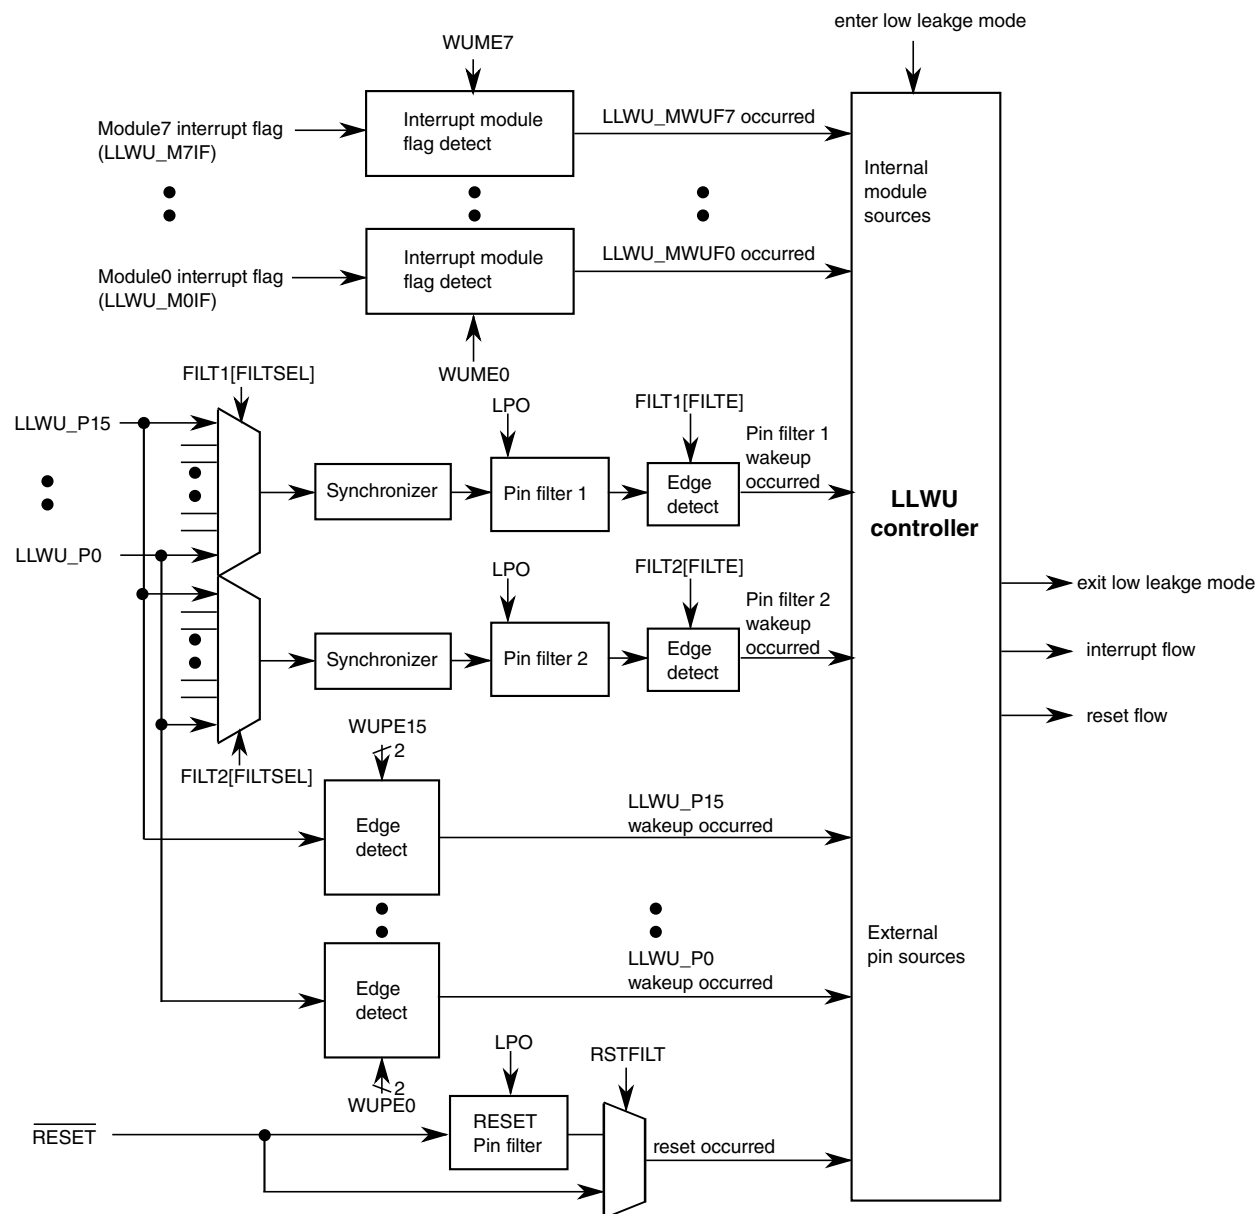 enter low leakge mode
WUME7
Module7 interrupt flag
(LLWU_M7IF)
Interrupt module
flag detect
LLWU_MWUF7 occurred
Internal
module
sources
Module0 interrupt flag
(LLWU_M0IF)
Interrupt module
flag detect
LLWU_MWUF0 occurred
WUME0
FILT1[FILTSEL]
LLWU_P15
LLWU_P0
Synchronizer
LPO
Pin filter 1
FILT1[FILTE]
Edge
detect
Pin filter 1
wakeup
occurred
LLWU
controller
Synchronizer
LPO
Pin filter 2
FILT2[FILTE]
Edge
detect
Pin filter 2
wakeup
occurred
exit low leakge mode
interrupt flow
reset flow
FILT2[FILTSEL]
WUPE15
2
Edge
detect
LLWU_P15
wakeup occurred
External
pin sources
Edge
detect
LLWU_P0
wakeup occurred
2
WUPE0
LPO
RSTFILT
RESET
RESET
Pin filter
reset occurred